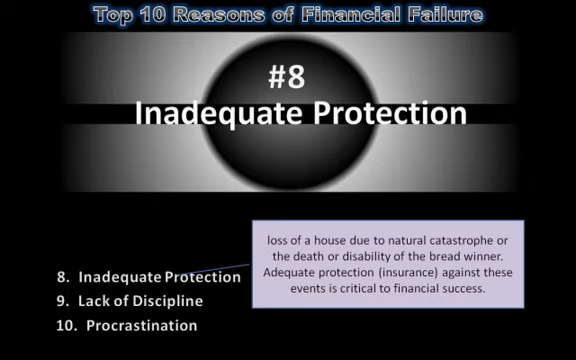 Top 10 Reasons of Financial Failure
#8
Inadequate Protection
loss of a house due to natural catastrophe or
the death or disability of the bread winner.
Adequate protection (insurance) against these
events is critical to financial success.
8. Inadequate Protection
9. Lack of Discipline
10. Procrastination